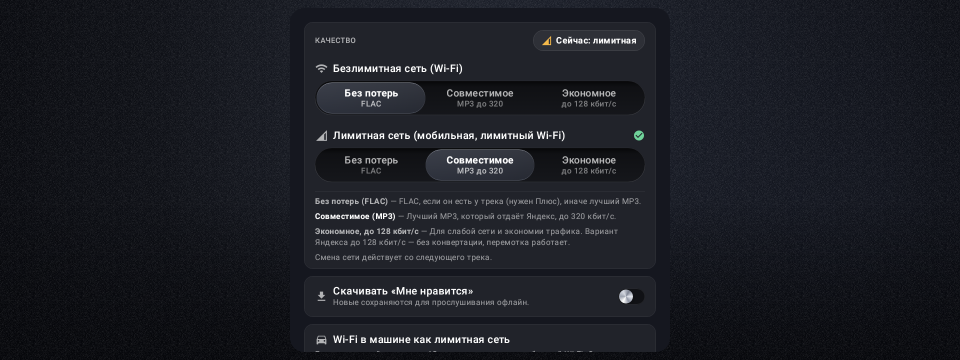 КАЧЕСТВО
Сейчас: лимитная
Безлимитная сеть (Wi-Fi)
Без потерь
FLAC
Совместимое
MP3 до 320
Экономное
до 128 кбит/с
Лимитная сеть (мобильная, лимитный Wi-Fi)
Без потерь
FLAC
Совместимое
MP3 до 320
Экономное
до 128 кбит/с
Без потерь (FLAC) — FLAC, если он есть у трека (нужен Плюс), иначе лучший MP3.
Совместимое (MP3) — Лучший MP3, который отдаёт Яндекс, до 320 кбит/с.
Экономное, до 128 кбит/с — Для слабой сети и экономии трафика. Вариант
Яндекса до 128 кбит/с — без конвертации, перемотка работает.
Смена сети действует со следующего трека.
Скачивать «Мне нравится»
Новые сохраняются для прослушивания офлайн.
Wi-Fi в машине как лимитная сеть